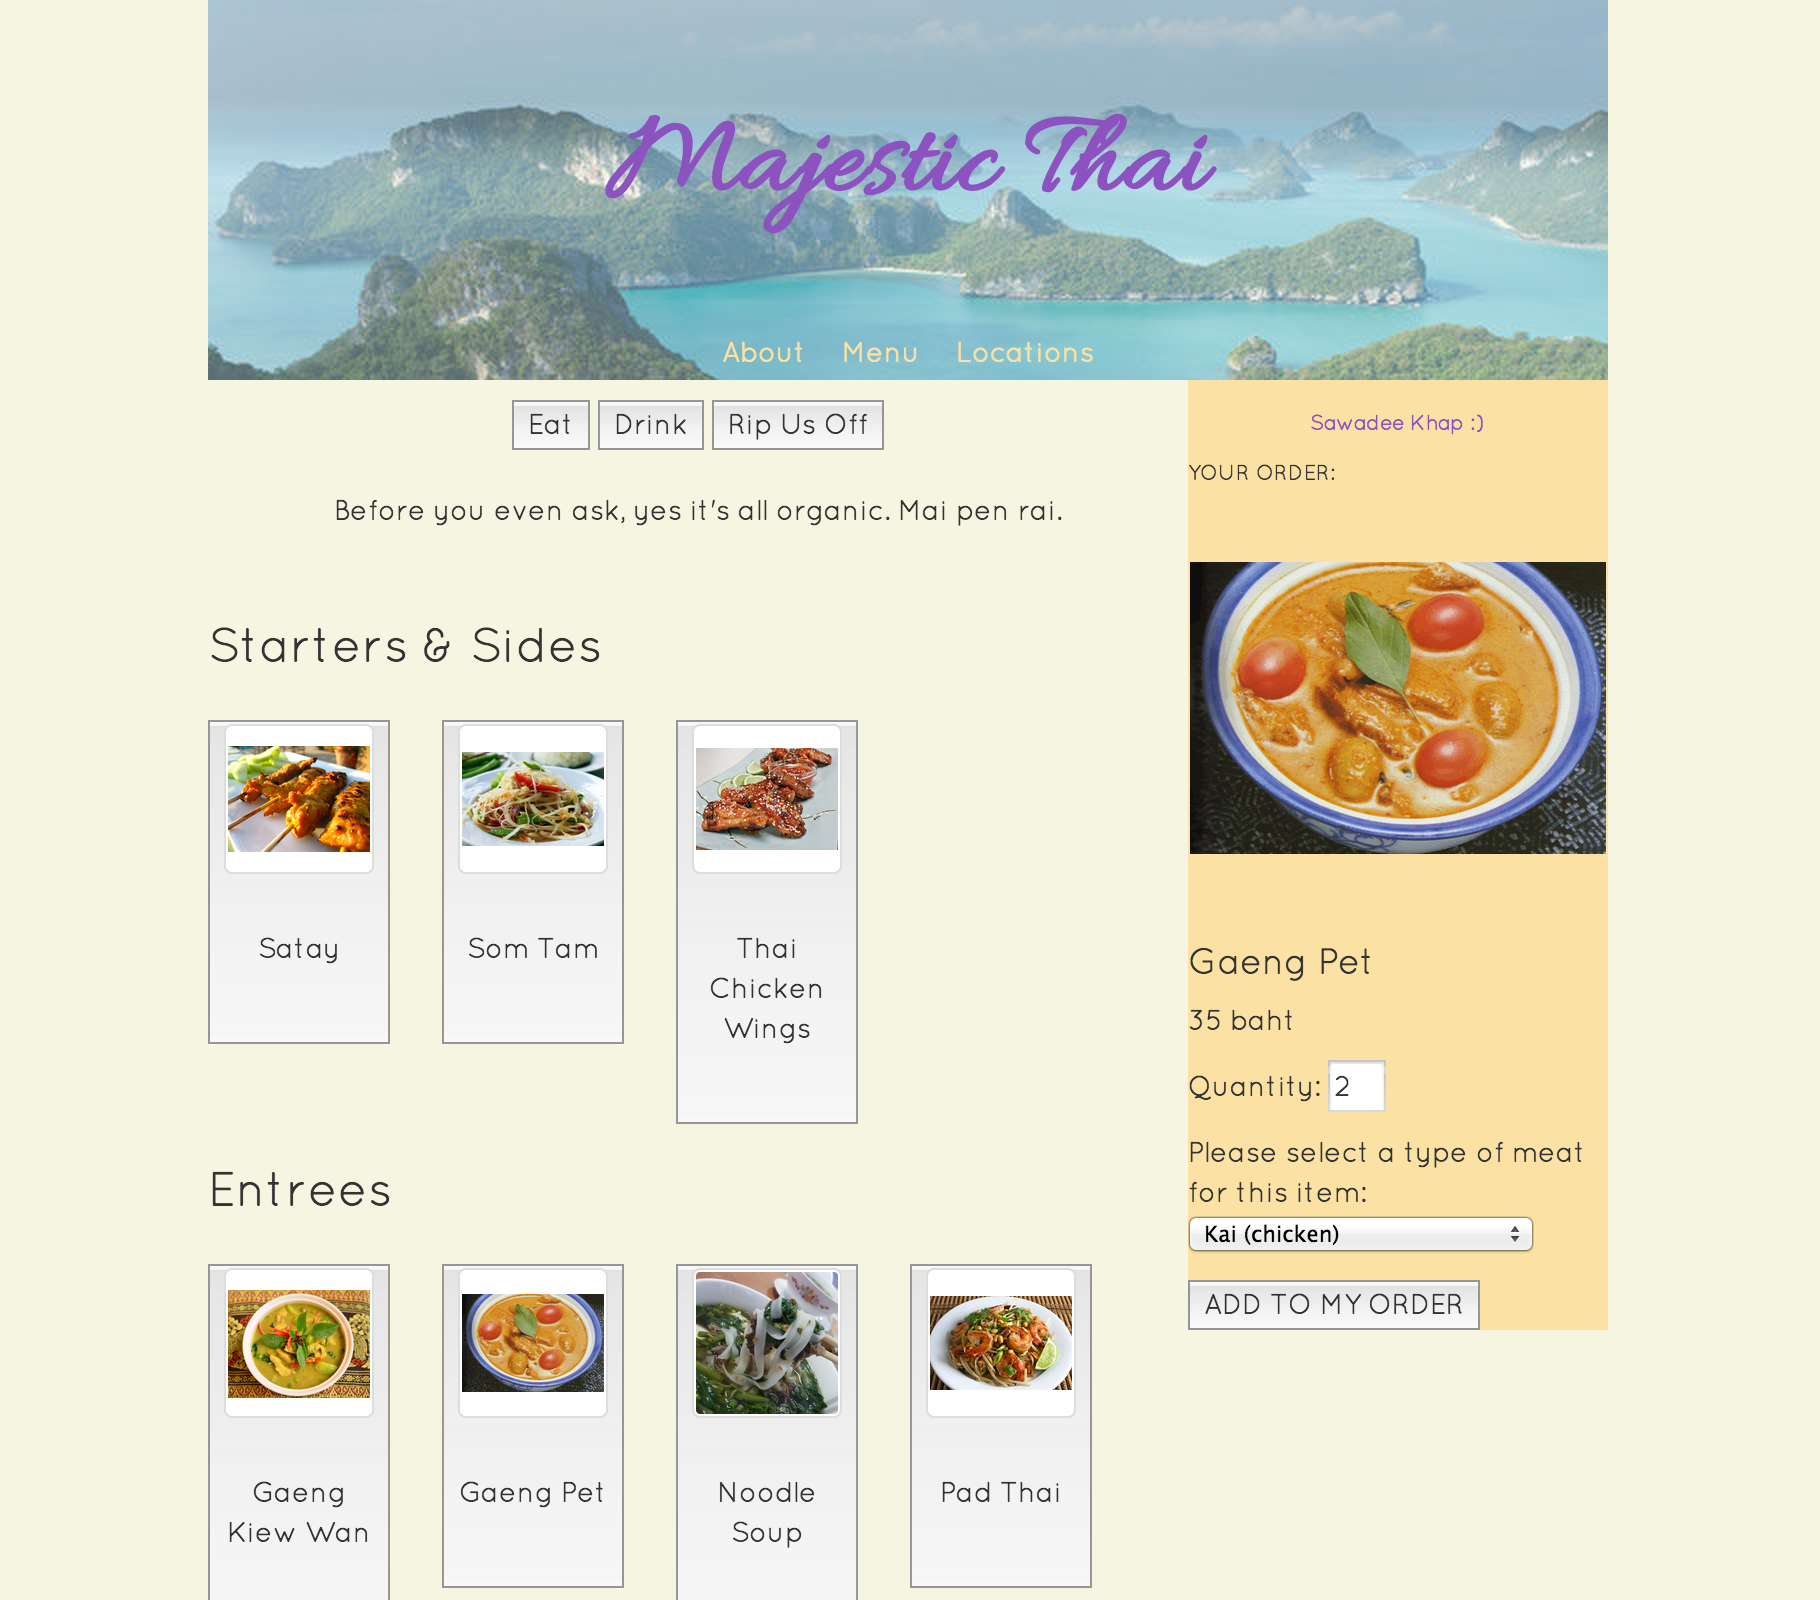 Majestic Thai
About Menu Locations
Eat Drink Rip Us Off
Before you even ask, yes it's all organic. Mai pen rai.
Starters & Sides
Satay
Som Tam
Thai
Chicken
Wings
Entrees
Gaeng
Kiew Wan
Gaeng Pet
Noodle
Soup
Pad Thai
Sawadee Khap :)
YOUR ORDER:
Gaeng Pet
35 baht
Quantity: 2
Please select a type of meat
for this item:
Kai (chicken)
ADD TO MY ORDER